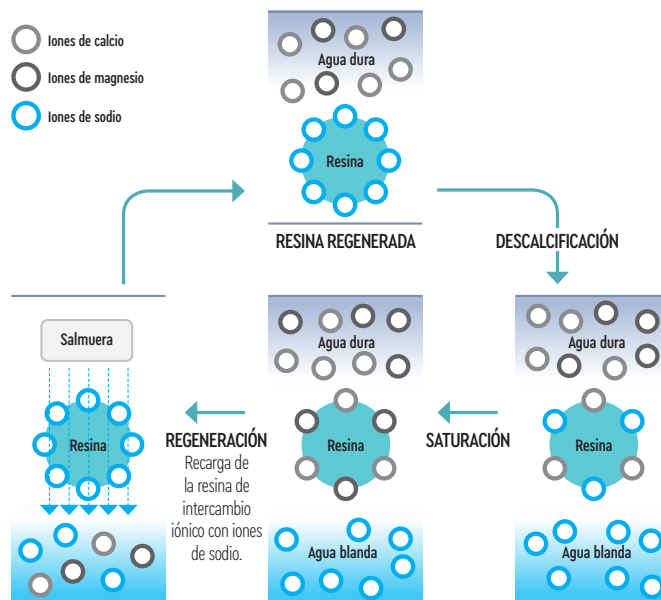 Iones de calcio
Iones de magnesio
Iones de sodio
Agua dura
Resina
RESINA REGENERADA
DESCALCIFICACIÓN
Agua dura
Resina
Agua blanda
SATURACIÓN
Agua dura
Resina
Agua blanda
REGENERACIÓN
Recarga de
la resina de
intercambio
iónico con iones
de sodio.
Salmuera
Resina